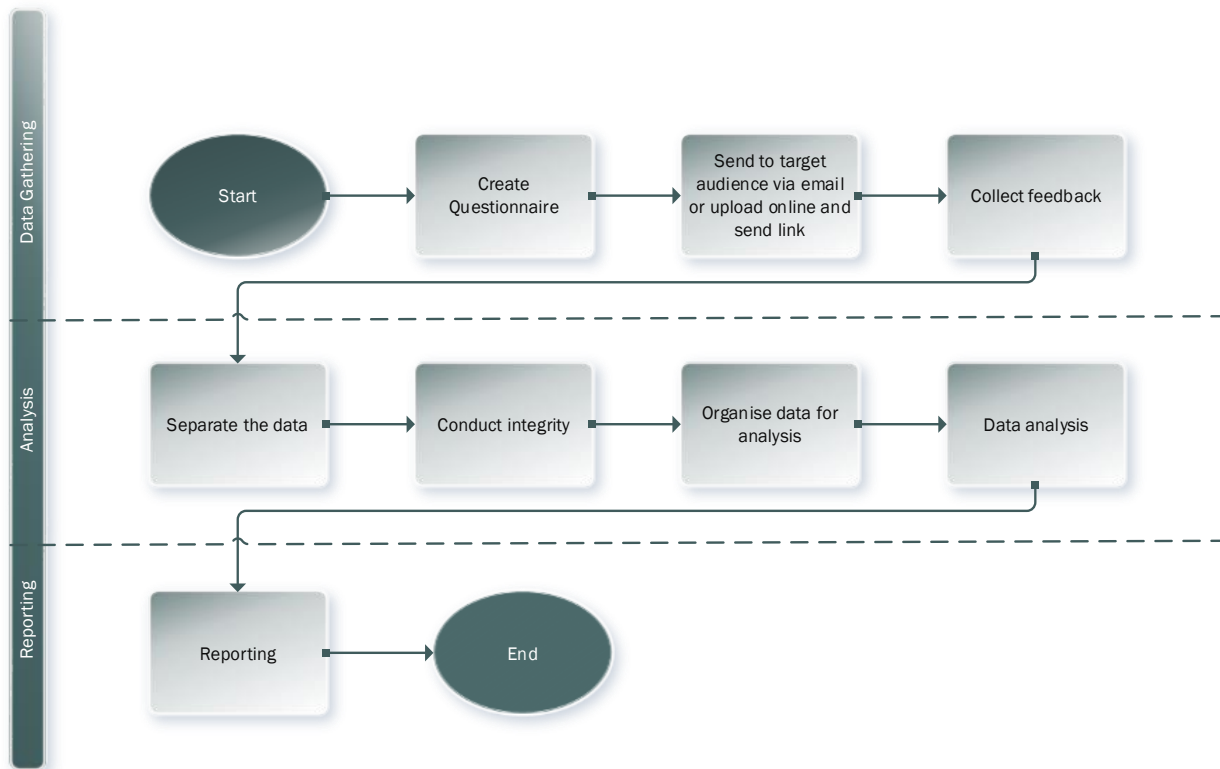 Data Gathering
Start
Create
Questionnaire
Send to target
audience via email
or upload online and
send link
Collect feedback
Analysis
Separate the data
Conduct integrity
Organise data for
analysis
Data analysis
Reporting
Reporting
End